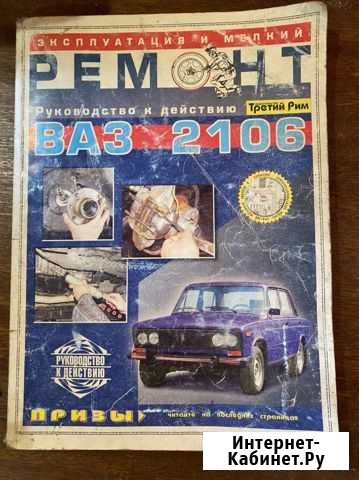 ЭКСПЛУАТАЦИЯ И МЕЛКИЙ
РЕМОНТ
Руководство к действию
Третий Рим
ВАЗ 2106
РУКОВОДСТВО
К ДЕЙСТВИЮ
ПРИЗЫ
читайте на последних страницах
Интернет-
Кабинет.Ру